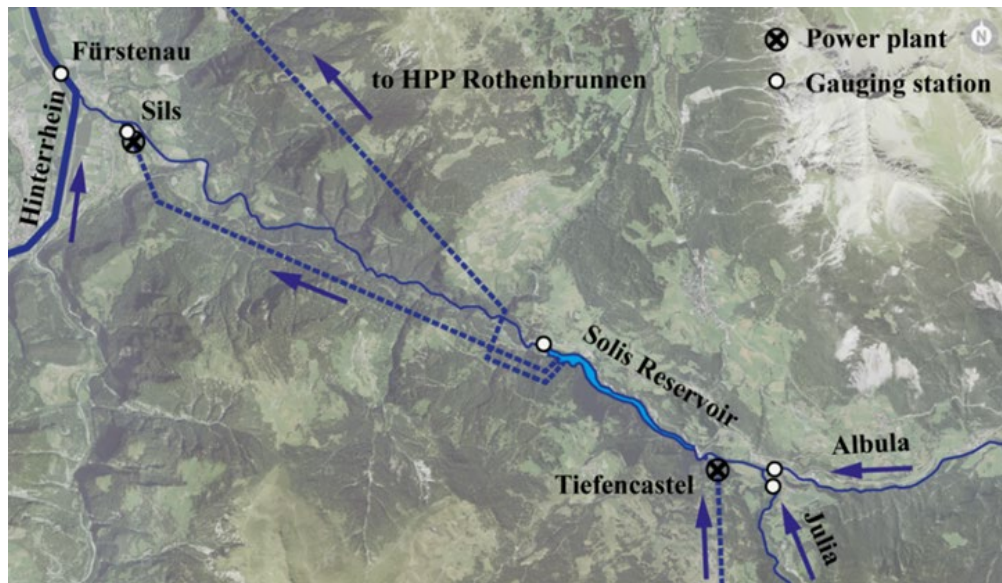 Fürstenau
Power plant
N
to HPP Rothenbrunnen
Gauging station
Sils
Hinterrhein
Solis Reservoir
Albula
Tiefencastel
Julia